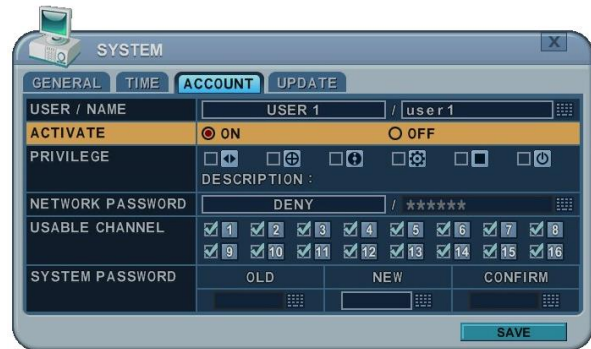 SYSTEM X
GENERAL TIME ACCOUNT UPDATE
USER / NAME USER 1 / user1
ACTIVATE ON OFF
PRIVILEGE
DESCRIPTION :
NETWORK PASSWORD DENY / ******
USABLE CHANNEL 1 2 3 4 5 6 7 8
9 10 11 12 13 14 15 16
SYSTEM PASSWORD OLD NEW CONFIRM
SAVE